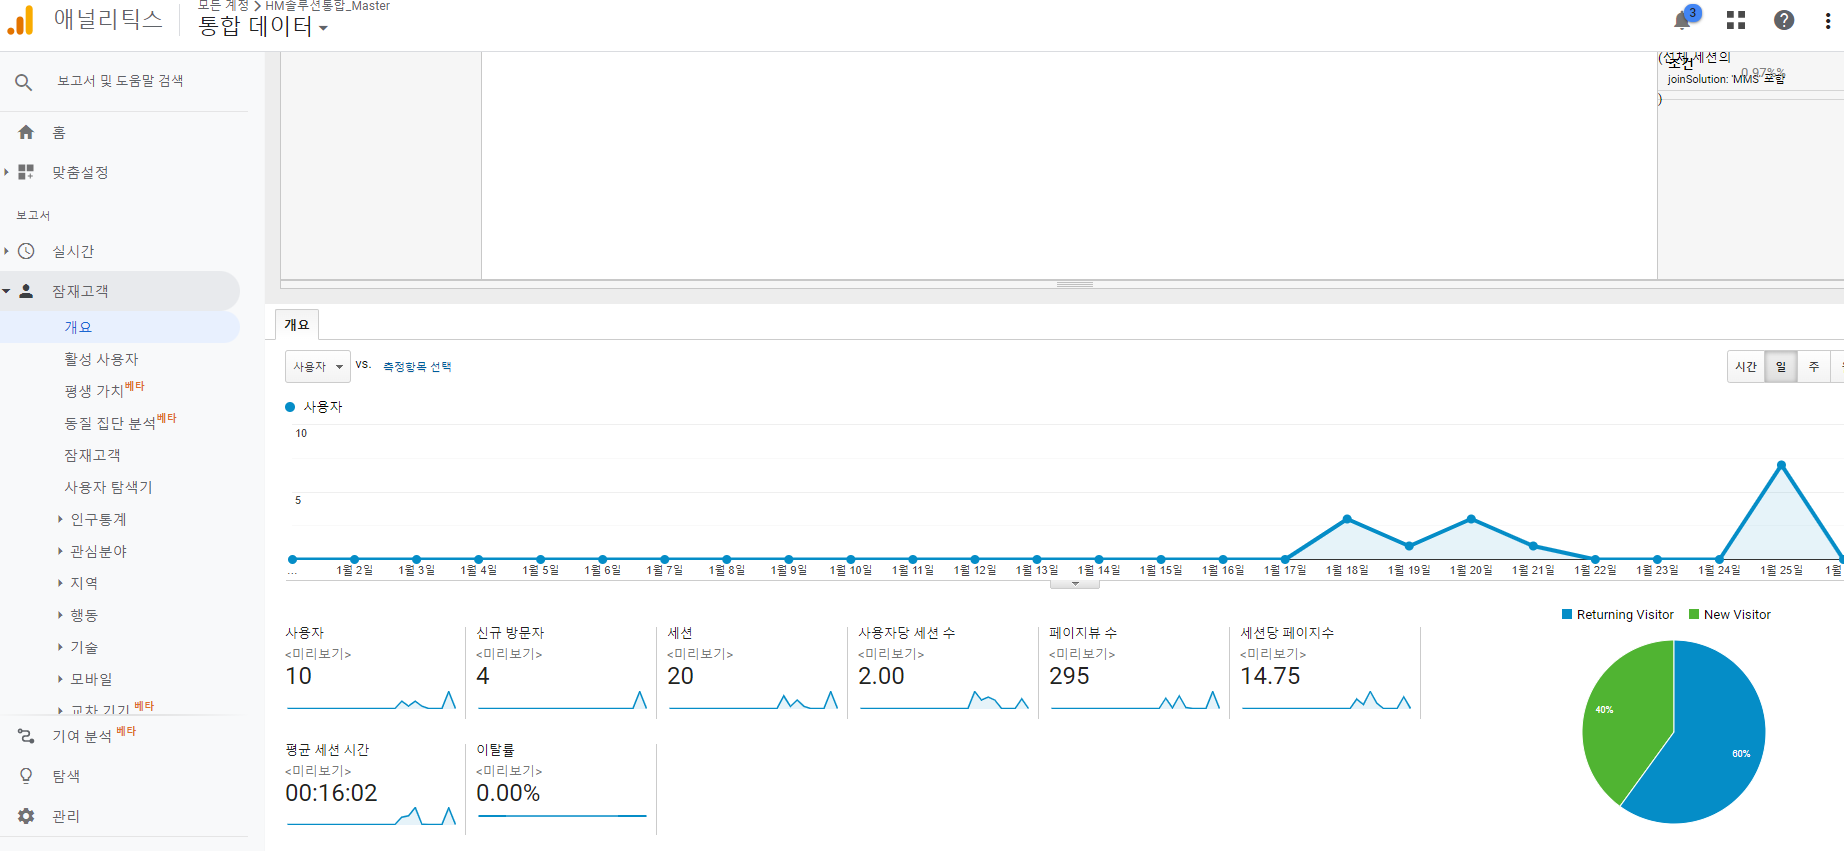 모든 계정 > HM솔루션통합_Master
애널리틱스
통합 데이터
3
보고서 및 도움말 검색
홈
맞춤설정
보고서
실시간
잠재고객
개요
활성 사용자
평생 가치 베타
동질 집단 분석 베타
잠재고객
사용자 탐색기
인구통계
관심분야
지역
행동
기술
모바일
교차 기기 베타
기여 분석 베타
탐색
관리
(전체 세션의
조건
0.97%%
joinSolution: 'MMS' 포함
)
개요
사용자 vs. 측정항목 선택
시간 일 주
사용자
10
5
... 1월 2일 1월 3일 1월 4일 1월 5일 1월 6일 1월 7일 1월 8일 1월 9일 1월 10일 1월 11일 1월 12일 1월 13일 1월 14일 1월 15일 1월 16일 1월 17일 1월 18일 1월 19일 1월 20일 1월 21일 1월 22일 1월 23일 1월 24일 1월 25일 1월
Returning Visitor New Visitor
사용자 신규 방문자 세션 사용자당 세션 수 페이지뷰 수 세션당 페이지수
<미리보기> <미리보기> <미리보기> <미리보기> <미리보기> <미리보기>
10 4 20 2.00 295 14.75
40%
60%
평균 세션 시간 이탈률
<미리보기> <미리보기>
00:16:02 0.00%